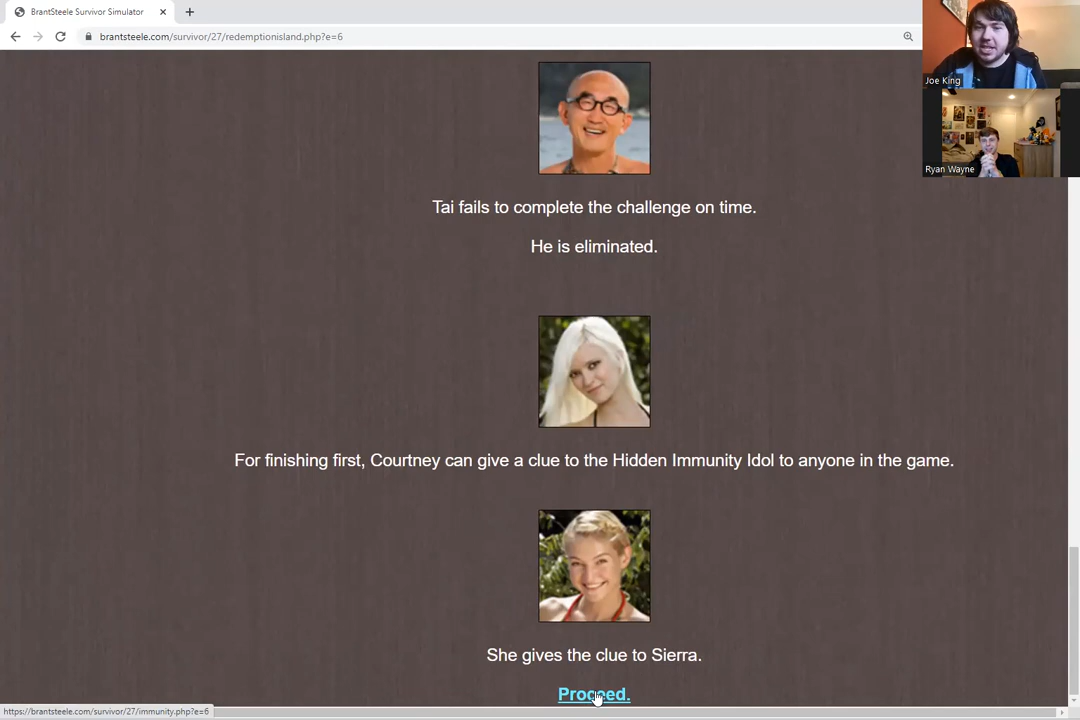 BrantSteele Survivor Simulator
brantsteele.com/survivor/27/redemptionisland.php?e=6
Joe King
Ryan Wayne
Tai fails to complete the challenge on time.
He is eliminated.
For finishing first, Courtney can give a clue to the Hidden Immunity Idol to anyone in the game.
She gives the clue to Sierra.
Proceed.
https://brantsteele.com/survivor/27/immunity.php?e=6